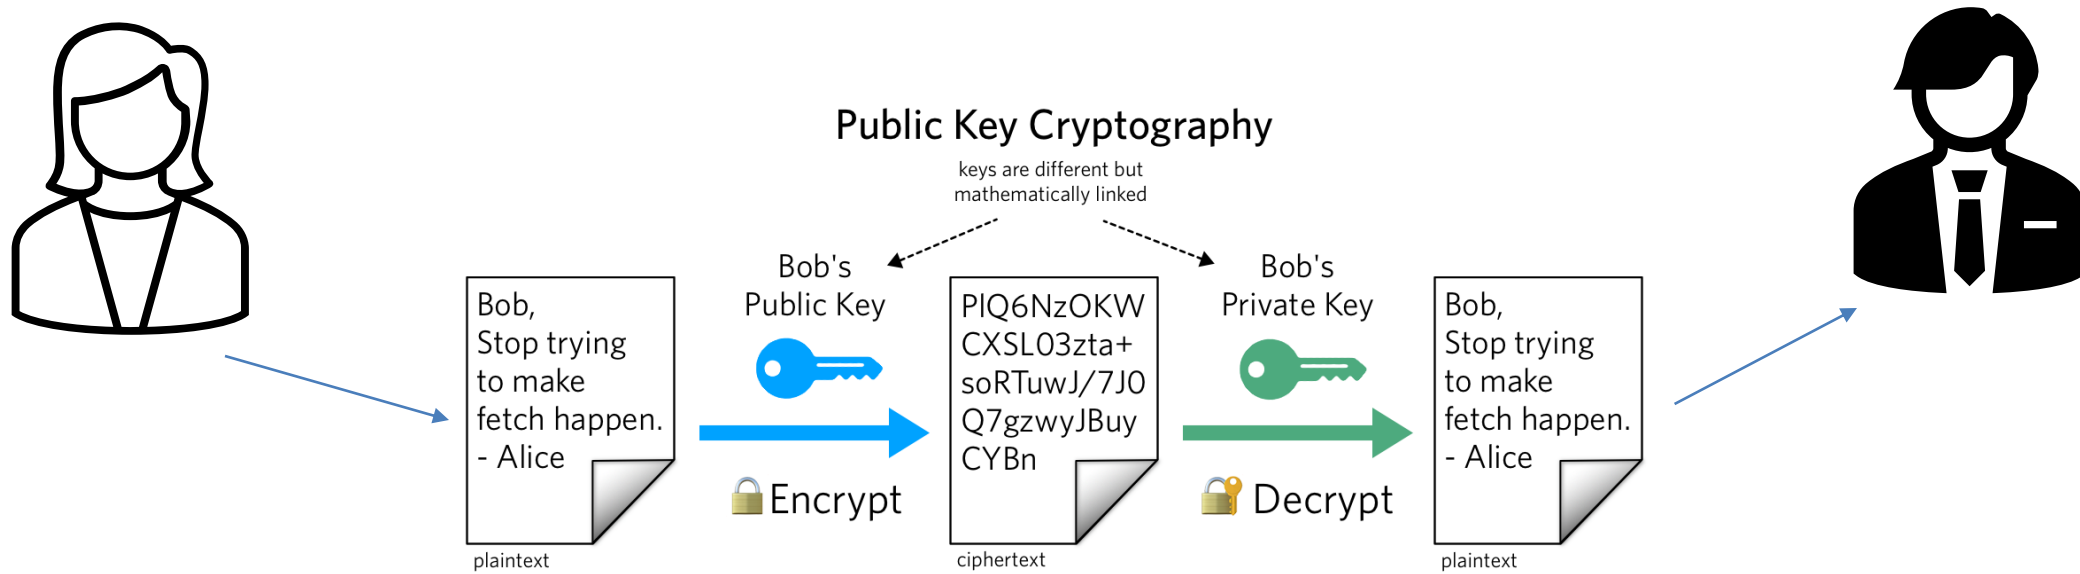 Public Key Cryptography
keys are different but
mathematically linked
Bob,
Stop trying
to make
fetch happen.
- Alice
plaintext
Bob's
Public Key
Encrypt
PlQ6NzOKW
CXSL03zta+
soRTuwJ/7J0
Q7gzwyJBuy
CYBn
ciphertext
Bob's
Private Key
Decrypt
Bob,
Stop trying
to make
fetch happen.
- Alice
plaintext